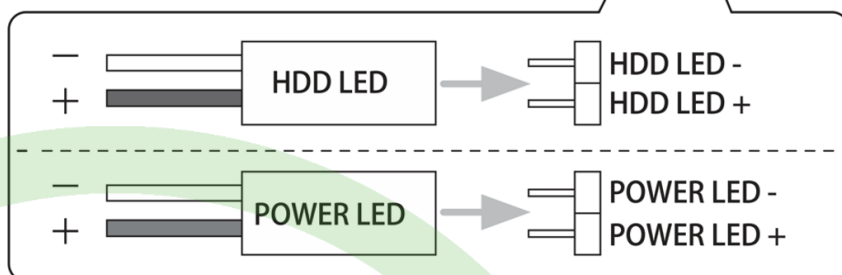 − HDD LED HDD LED -
+ HDD LED +
− POWER LED POWER LED -
+ POWER LED +